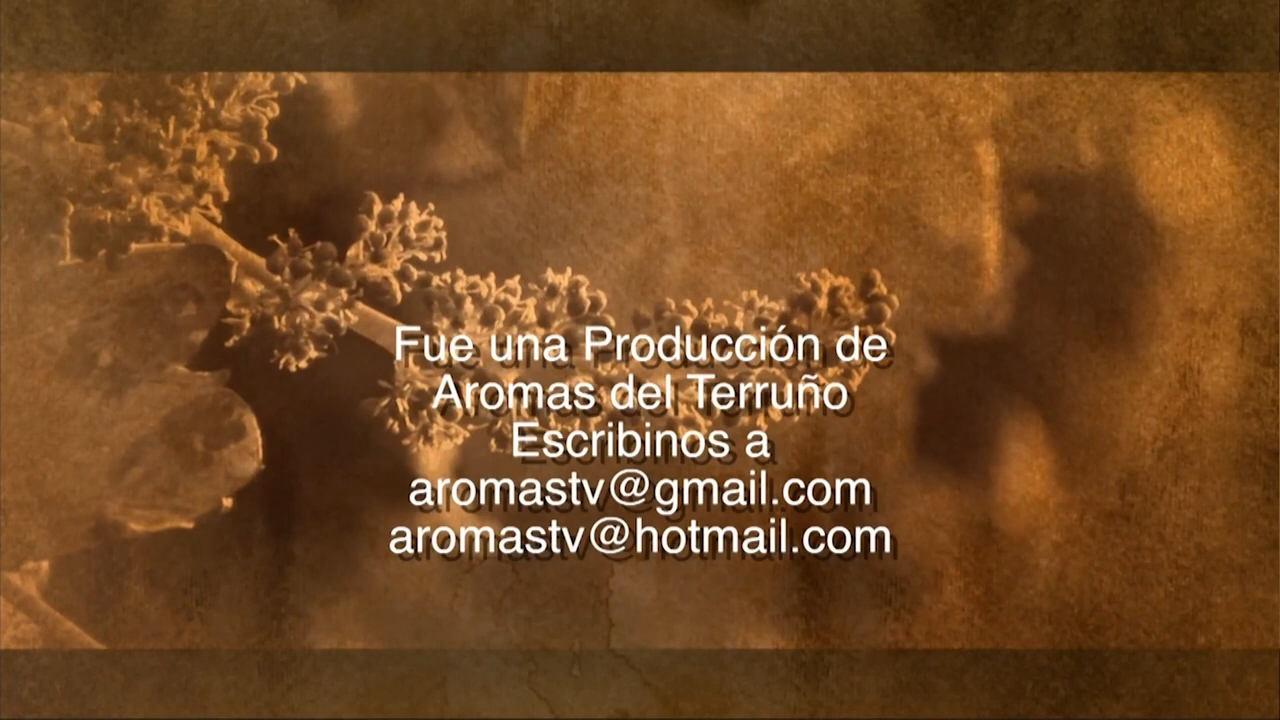 Fue una Producción de
Aromas del Terruño
Escribinos a
aromastv@gmail.com
aromastv@hotmail.com